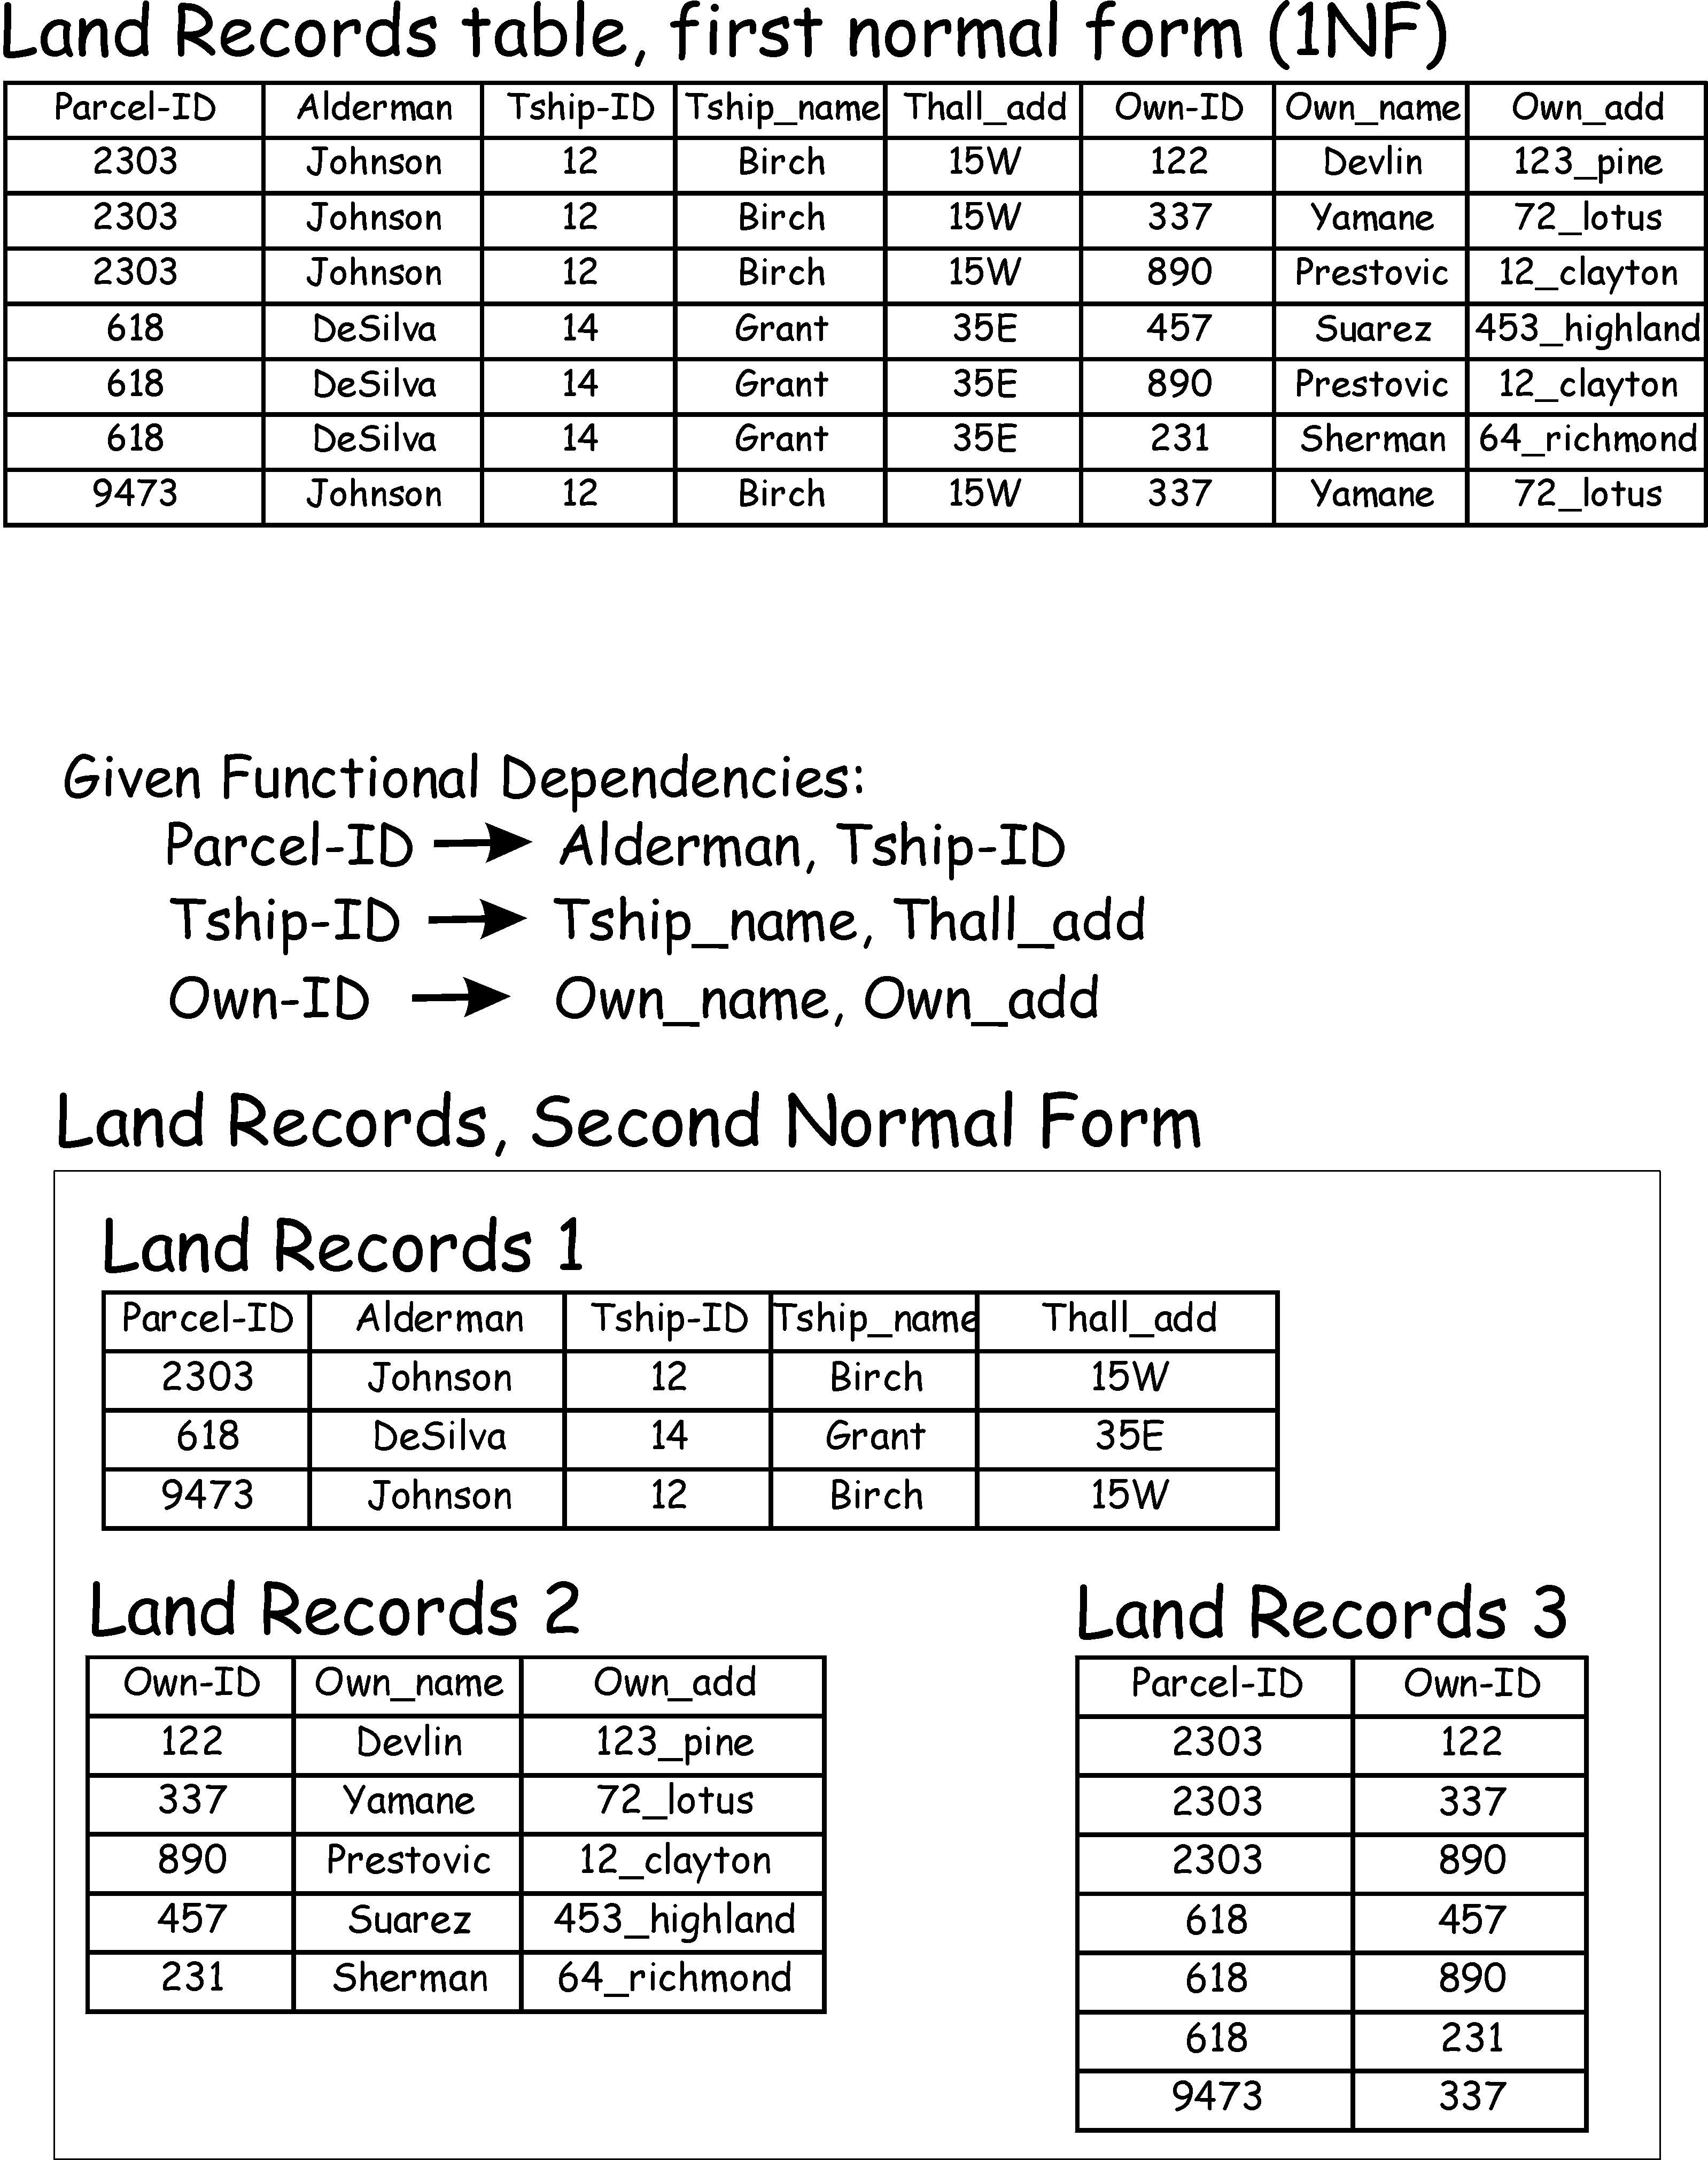 Land Records table, first normal form (1NF)
Parcel-ID Alderman Tship-ID Tship_name Thall_add Own-ID Own_name Own_add
2303 Johnson 12 Birch 15W 122 Devlin 123_pine
2303 Johnson 12 Birch 15W 337 Yamane 72_lotus
2303 Johnson 12 Birch 15W 890 Prestovic 12_clayton
618 DeSilva 14 Grant 35E 457 Suarez 453_highland
618 DeSilva 14 Grant 35E 890 Prestovic 12_clayton
618 DeSilva 14 Grant 35E 231 Sherman 64_richmond
9473 Johnson 12 Birch 15W 337 Yamane 72_lotus
Given Functional Dependencies:
Parcel-ID → Alderman, Tship-ID
Tship-ID → Tship_name, Thall_add
Own-ID → Own_name, Own_add
Land Records, Second Normal Form
Land Records 1
Parcel-ID Alderman Tship-ID Tship_name Thall_add
2303 Johnson 12 Birch 15W
618 DeSilva 14 Grant 35E
9473 Johnson 12 Birch 15W
Land Records 2
Own-ID Own_name Own_add
122 Devlin 123_pine
337 Yamane 72_lotus
890 Prestovic 12_clayton
457 Suarez 453_highland
231 Sherman 64_richmond
Land Records 3
Parcel-ID Own-ID
2303 122
2303 337
2303 890
618 457
618 890
618 231
9473 337